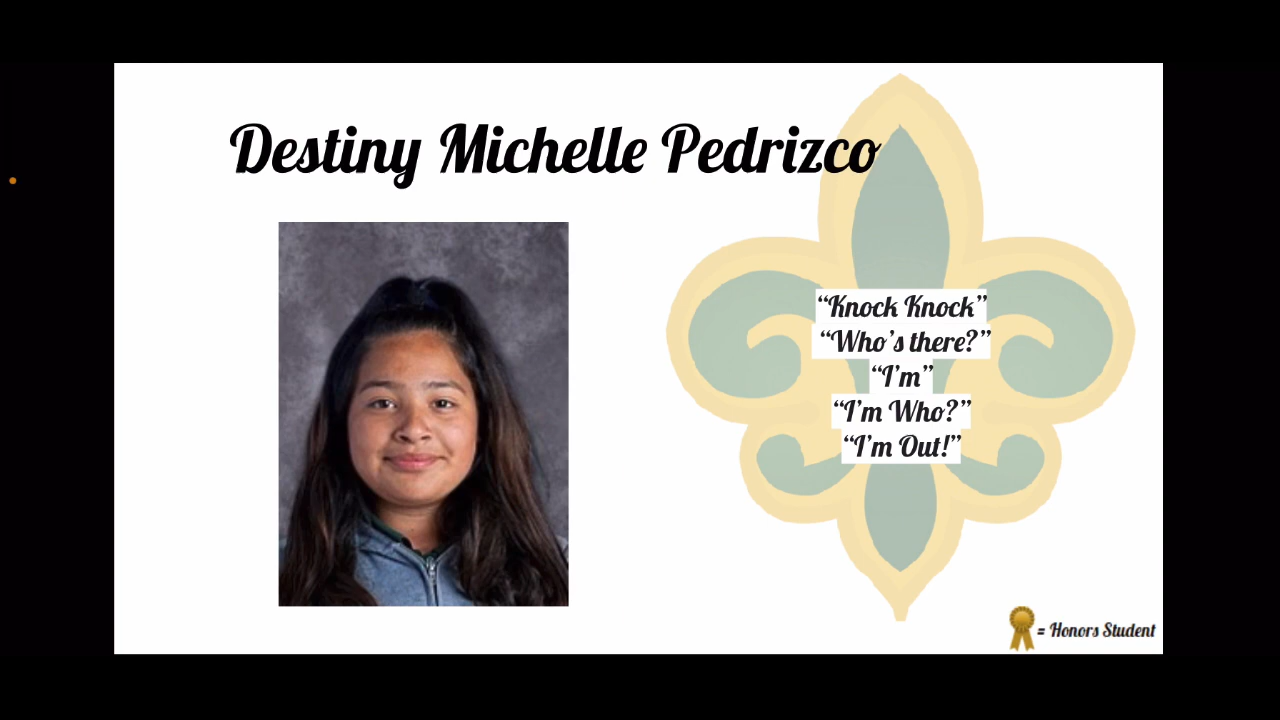 Destiny Michelle Pedrizco
“Knock Knock”
“Who’s there?”
“I’m”
“I’m Who?”
“I’m Out!”
= Honors Student